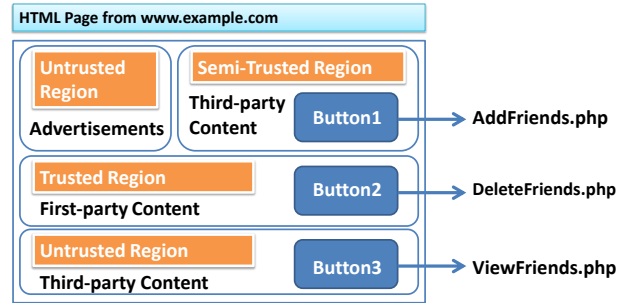 HTML Page from www.example.com
Untrusted
Region
Advertisements
Semi-Trusted Region
Third-party
Content
Button1
AddFriends.php
Trusted Region
First-party Content
Button2
DeleteFriends.php
Untrusted Region
Third-party Content
Button3
ViewFriends.php